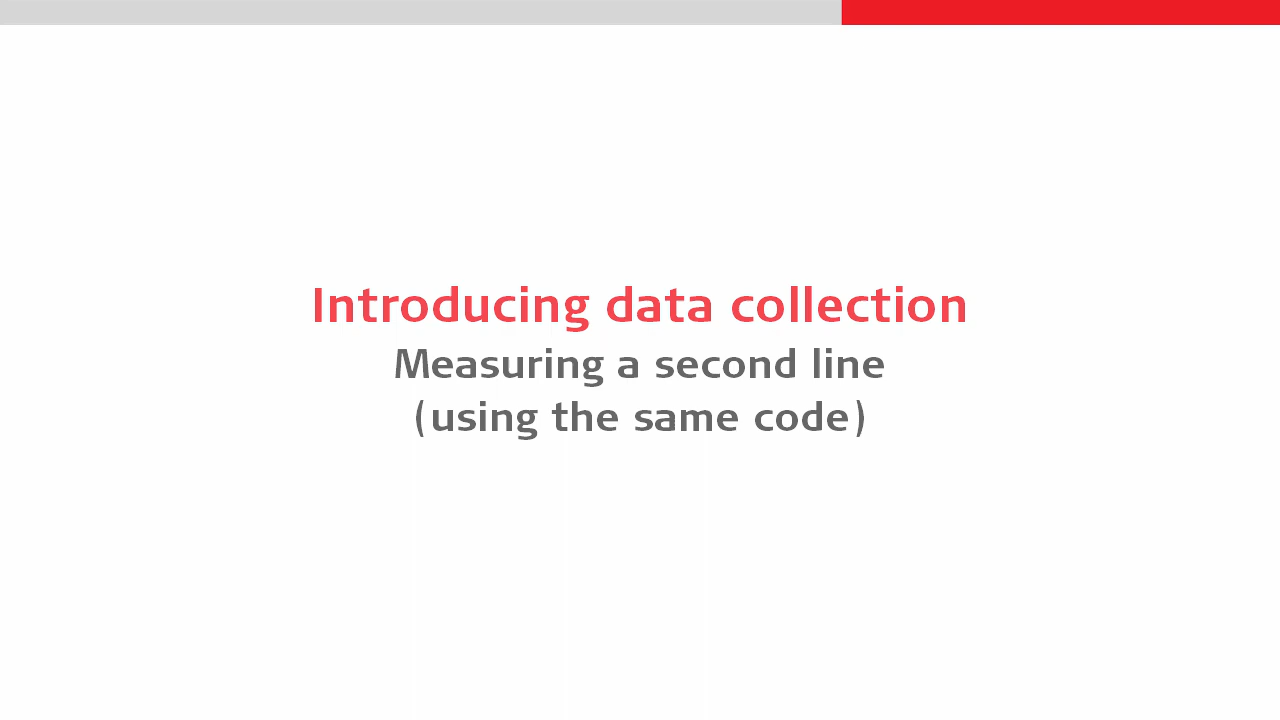 Introducing data collection
Measuring a second line
(using the same code)